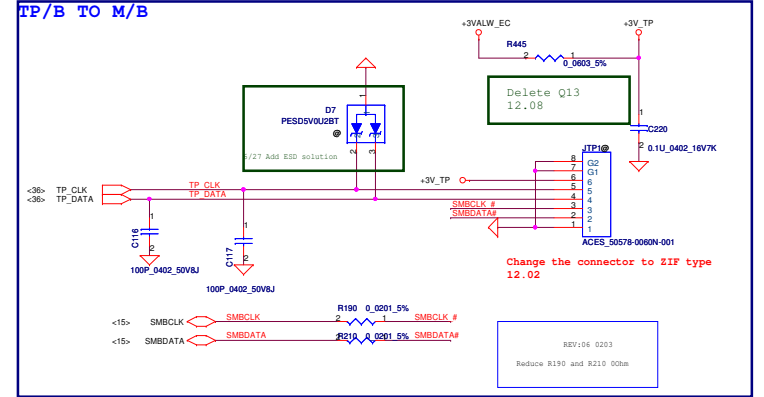 TP/B TO M/B
+3VALW_EC
+3V_TP
R445
2
1
0_0603_5%
Delete Q13
12.08
1
C220
2
0.1U_0402_16V7K
1
D7
PESD5V0U2BT
@
2
3
6/27 Add ESD solution
JTP1@
+3V_TP
8
G2
7
G1
6
6
5
5
4
4
3
3
2
2
1
1
ACES_50578-0060N-001
<36>
TP_CLK
TP_CLK
<36>
TP_DATA
TP_DATA
SMBCLK_#
SMBDATA#
1
C116
2
100P_0402_50V8J
1
C117
2
100P_0402_50V8J
Change the connector to ZIF type
12.02
<15>
SMBCLK
SMBCLK
R190
0_0201_5%
2
1
SMBCLK_#
<15>
SMBDATA
SMBDATA
R210
0_0201_5%
2
1
SMBDATA#
REV:06 0203
Reduce R190 and R210 0Ohm